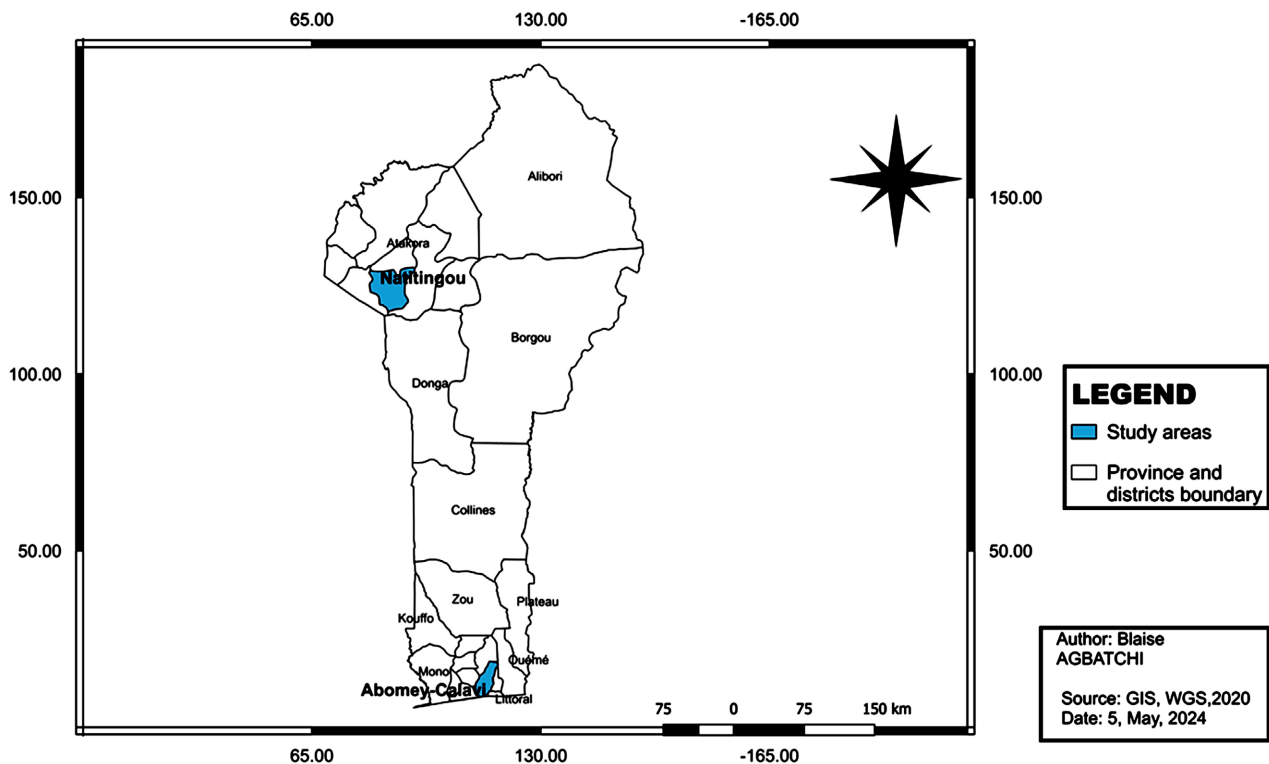 65.00 130.00 -165.00
150.00 150.00
Alibori
Atakora
Natitingou
Borgou
100.00 100.00
Donga
LEGEND
Study areas
Province and
districts boundary
Collines
50.00 50.00
Zou
Plateau
Kouffo
Ouémé
Mono
Abomey-Calavi
Littoral
75 0 75 150 km
Author: Blaise
AGBATCHI
Source: GIS, WGS,2020
Date: 5, May, 2024
65.00 130.00 -165.00